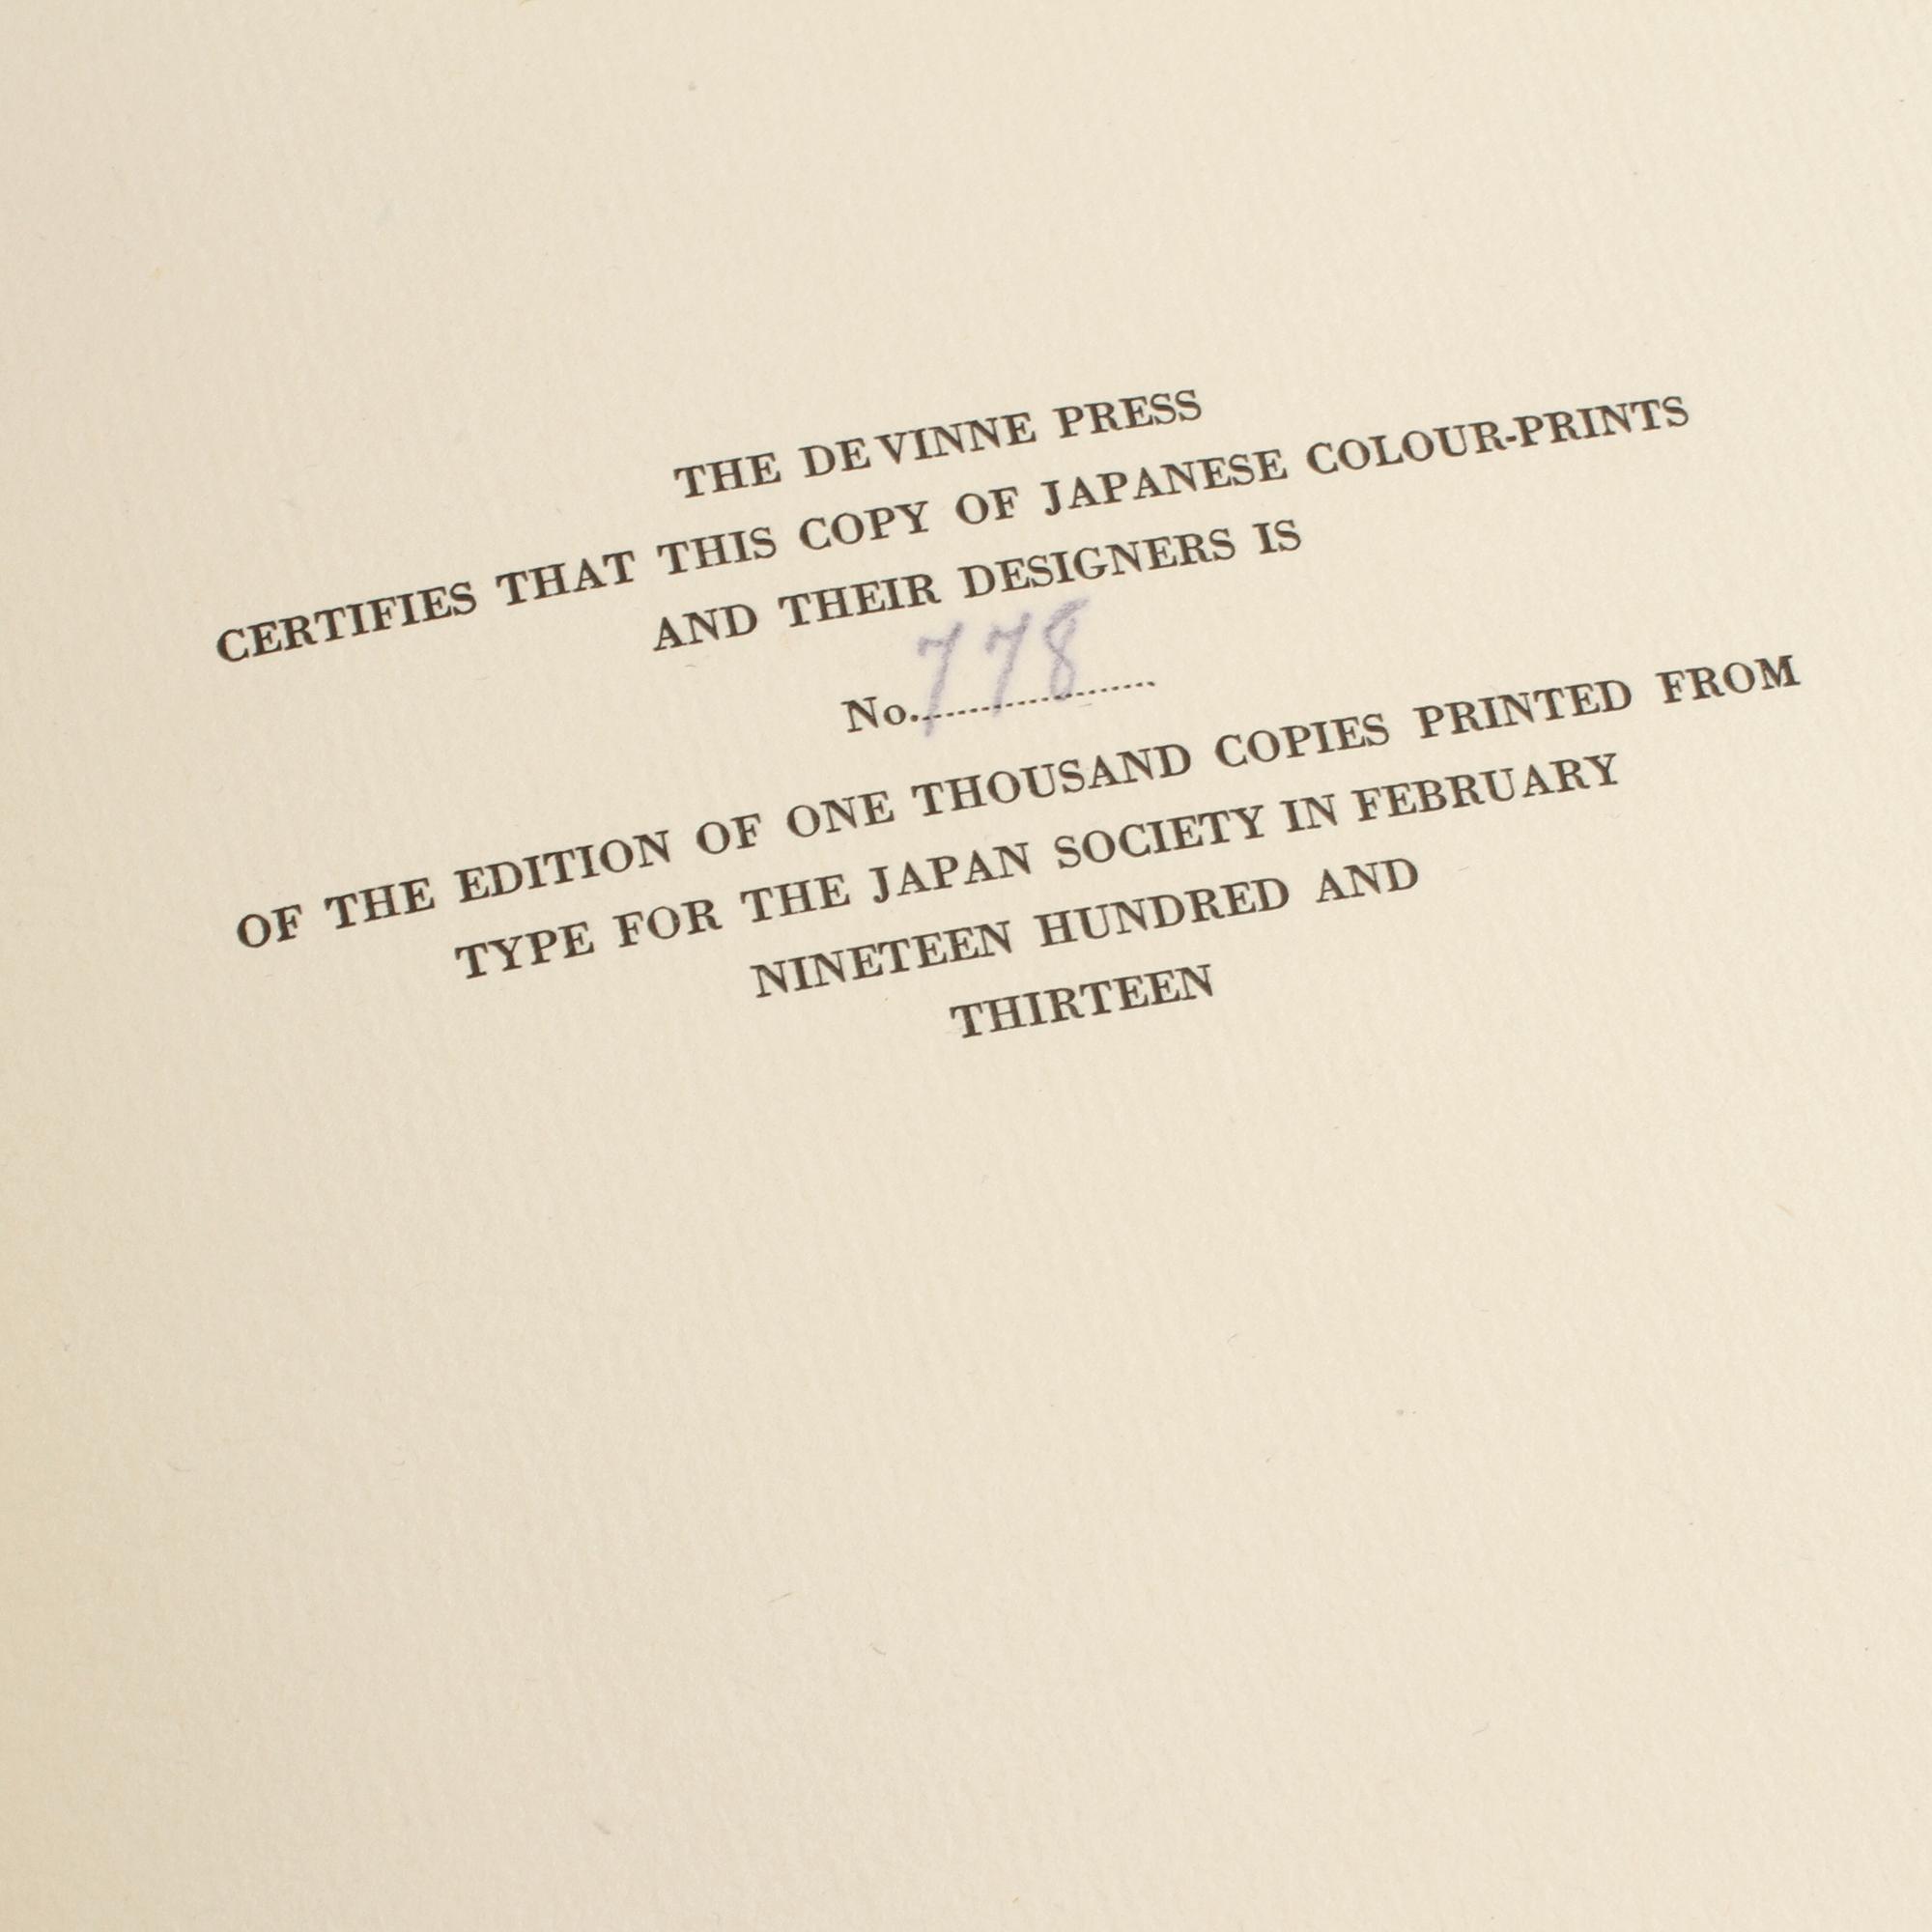 THE DE VINNE PRESS
CERTIFIES THAT THIS COPY OF JAPANESE COLOUR-PRINTS
AND THEIR DESIGNERS IS
No. 778
OF THE EDITION OF ONE THOUSAND COPIES PRINTED FROM
TYPE FOR THE JAPAN SOCIETY IN FEBRUARY
NINETEEN HUNDRED AND
THIRTEEN